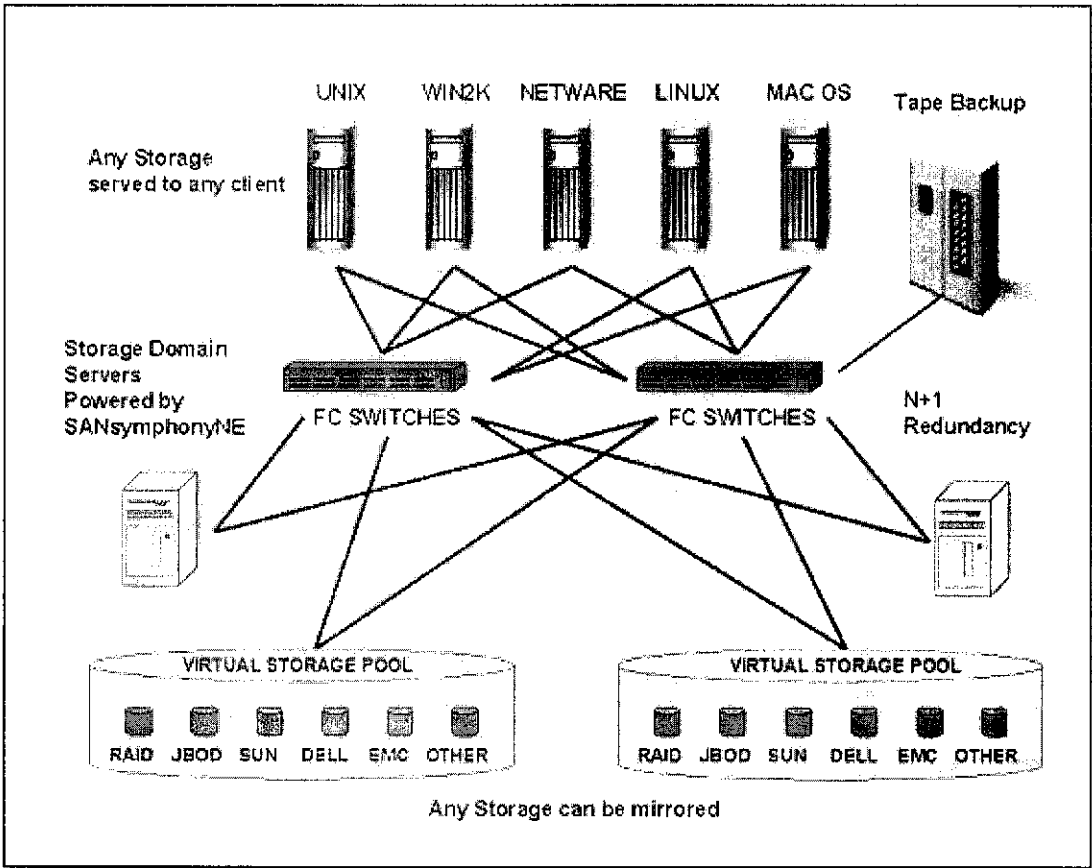 UNIX WIN2K NETWARE LINUX MAC OS
Tape Backup
Any Storage
served to any client
Storage Domain
Servers
Powered by
SANsymphonyNE
FC SWITCHES FC SWITCHES
N+1
Redundancy
VIRTUAL STORAGE POOL VIRTUAL STORAGE POOL
RAID JBOD SUN DELL EMC OTHER RAID JBOD SUN DELL EMC OTHER
Any Storage can be mirrored